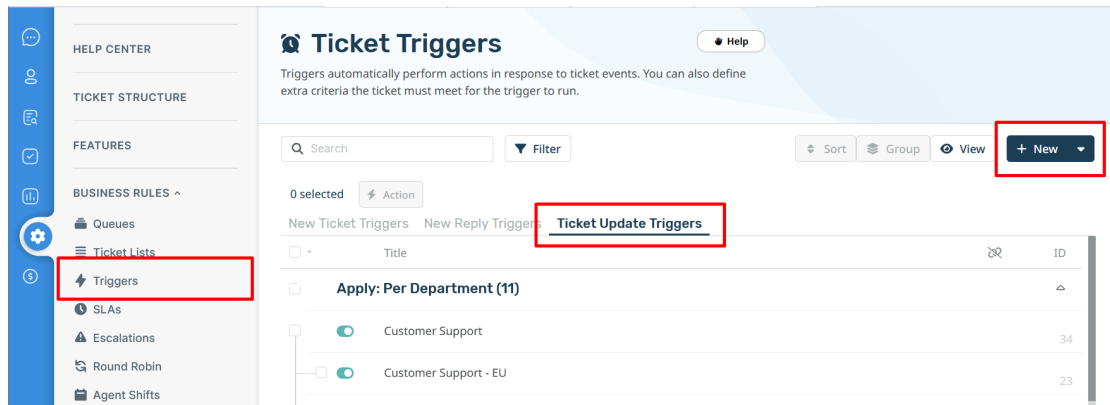 HELP CENTER
TICKET STRUCTURE
FEATURES
BUSINESS RULES
Queues
Ticket Lists
Triggers
SLAs
Escalations
Round Robin
Agent Shifts
Ticket Triggers
Help
Triggers automatically perform actions in response to ticket events. You can also define
extra criteria the ticket must meet for the trigger to run.
Search
Filter
Sort
Group
View
+ New
0 selected
Action
New Ticket Triggers
New Reply Triggers
Ticket Update Triggers
Title
ID
Apply: Per Department (11)
Customer Support
34
Customer Support - EU
23